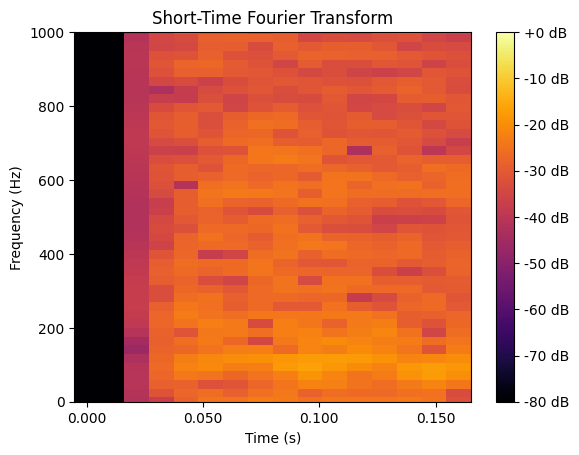 Short-Time Fourier Transform
1000
800
600
400
200
0
Frequency (Hz)
0.000
0.050
0.100
0.150
Time (s)
+0 dB
-10 dB
-20 dB
-30 dB
-40 dB
-50 dB
-60 dB
-70 dB
-80 dB